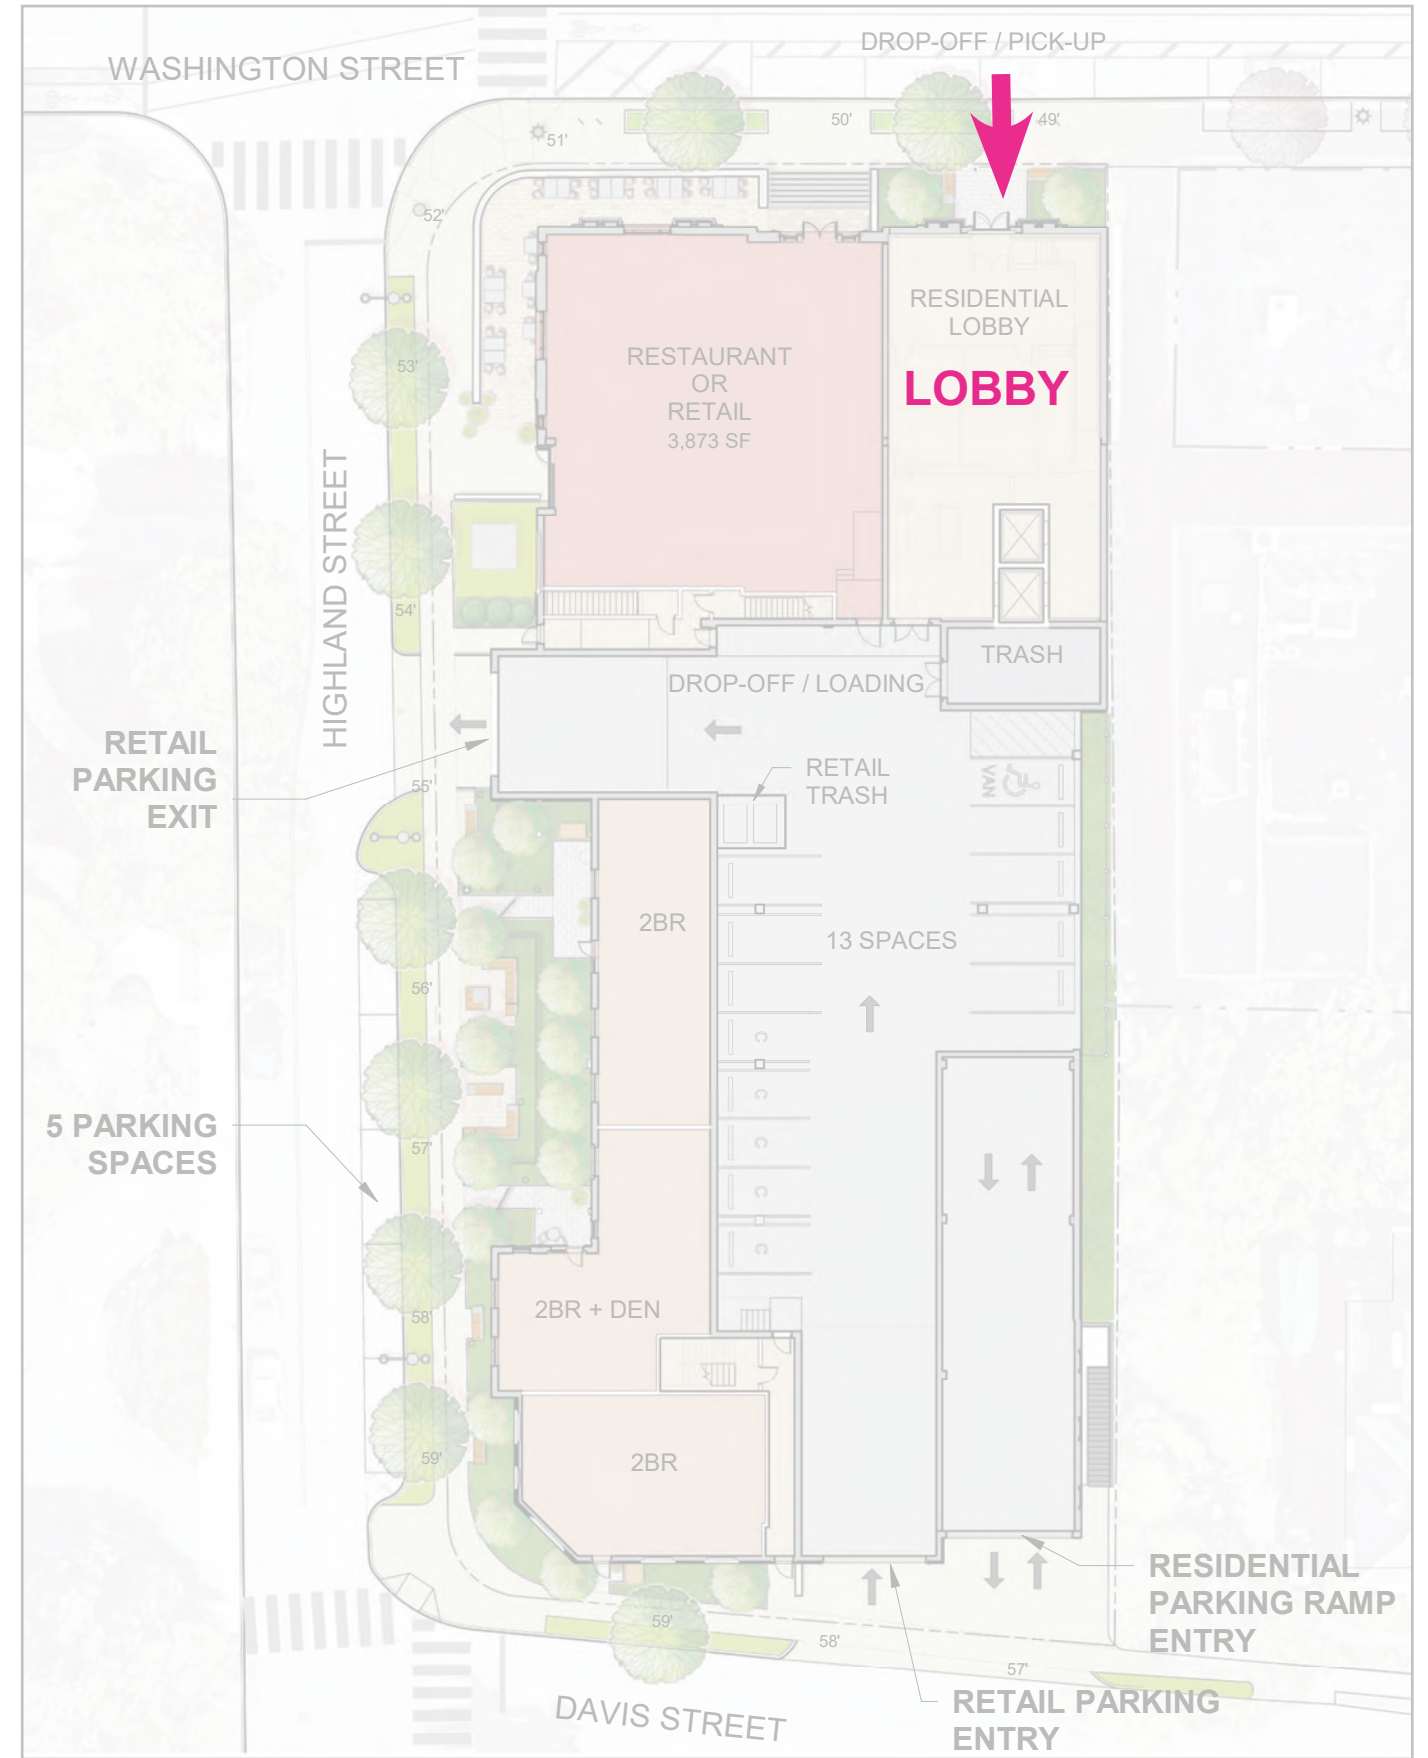 DROP-OFF / PICK-UP
WASHINGTON STREET
50'
49'
51'
52'
RESIDENTIAL
LOBBY
LOBBY
RESTAURANT
OR
RETAIL
3,873 SF
53'
HIGHLAND STREET
54'
TRASH
DROP-OFF / LOADING
RETAIL
PARKING
EXIT
RETAIL
TRASH
VAN
55'
2BR
13 SPACES
56'
C
C
5 PARKING
SPACES
57'
C
C
C
2BR + DEN
58'
2BR
59'
RESIDENTIAL
PARKING RAMP
ENTRY
59'
58'
57'
RETAIL PARKING
ENTRY
DAVIS STREET